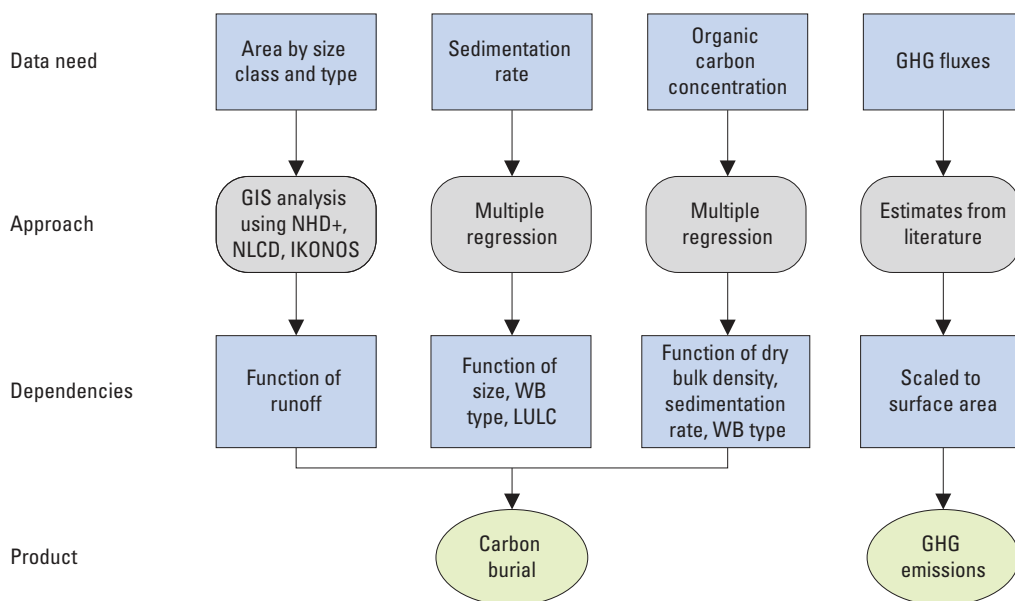 Data need
Area by size
class and type
Sedimentation
rate
Organic
carbon
concentration
GHG fluxes
Approach
GIS analysis
using NHD+,
NLCD, IKONOS
Multiple
regression
Multiple
regression
Estimates from
literature
Dependencies
Function of
runoff
Function of
size, WB
type, LULC
Function of dry
bulk density,
sedimentation
rate, WB type
Scaled to
surface area
Product
Carbon
burial
GHG
emissions